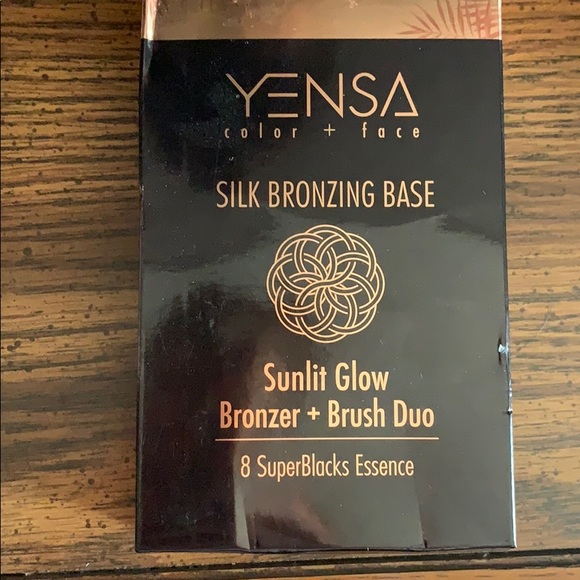 YENSA
color + face
SILK BRONZING BASE
Sunlit Glow
Bronzer + Brush Duo
8 SuperBlacks Essence